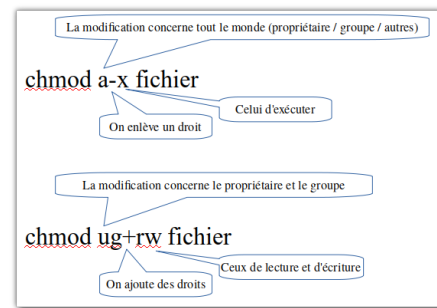 La modification concerne tout le monde (propriétaire / groupe / autres)
chmod a-x fichier
Celui d'exécuter
On enlève un droit
La modification concerne le propriétaire et le groupe
chmod ug+rw fichier
Ceux de lecture et d'écriture
On ajoute des droits